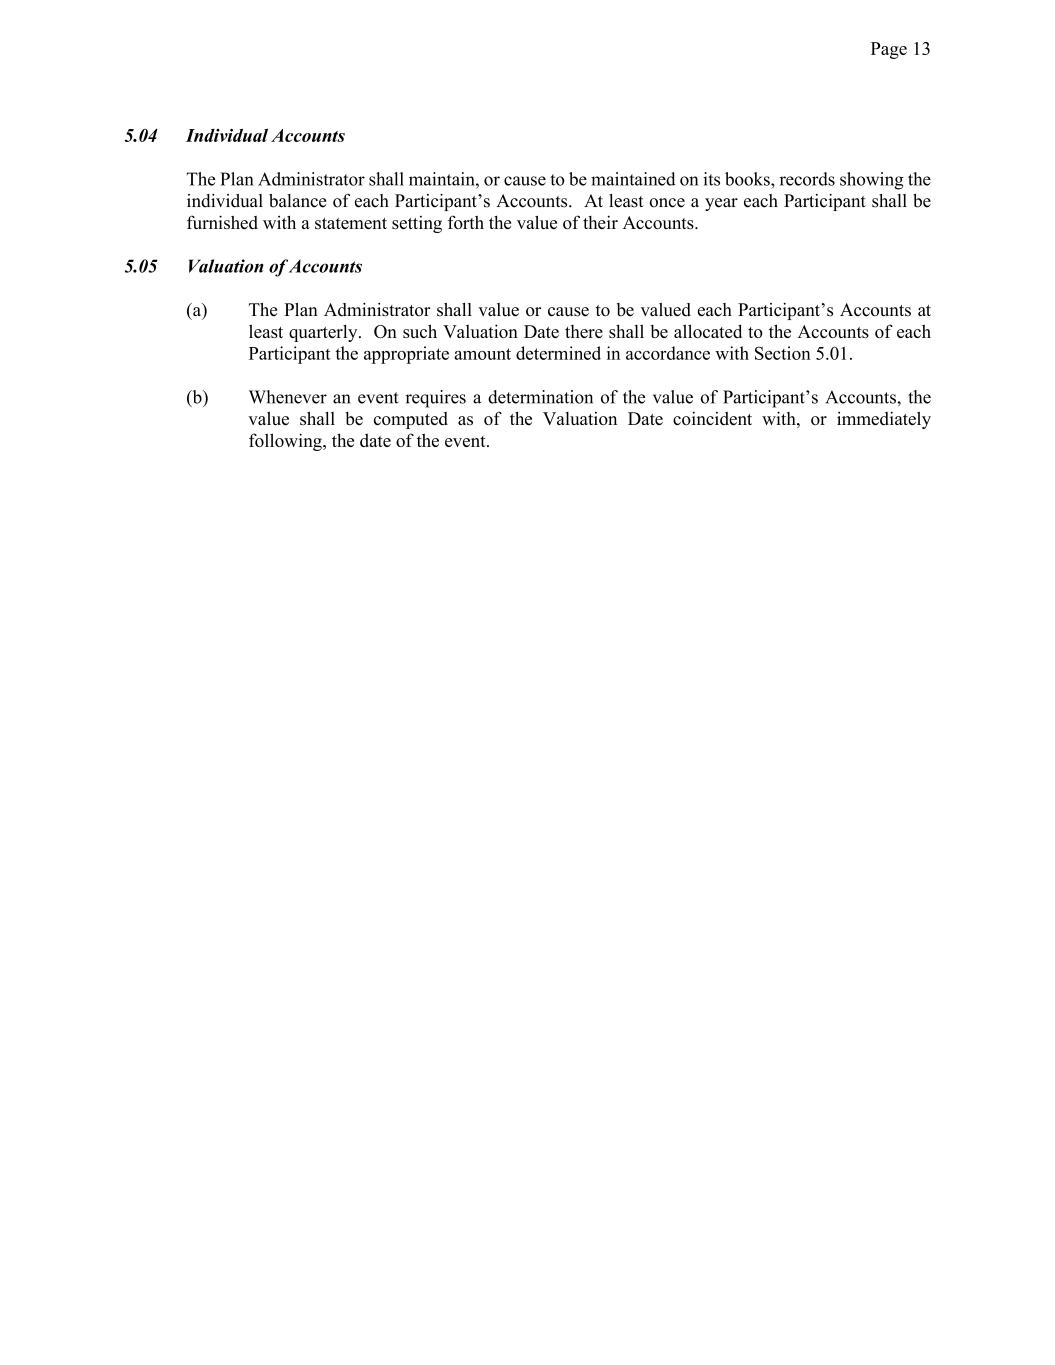 Page 13
5.04 Individual Accounts
The Plan Administrator shall maintain, or cause to be maintained on its books, records showing the
individual balance of each Participant’s Accounts.  At least once a year each Participant shall be
furnished with a statement setting forth the value of their Accounts.
5.05 Valuation of Accounts
(a) The Plan Administrator shall value or cause to be valued each Participant’s Accounts at
least quarterly.  On such Valuation Date there shall be allocated to the Accounts of each
Participant the appropriate amount determined in accordance with Section 5.01.
(b) Whenever an event requires a determination of the value of Participant’s Accounts, the
value shall be computed as of the Valuation Date coincident with, or immediately
following, the date of the event.